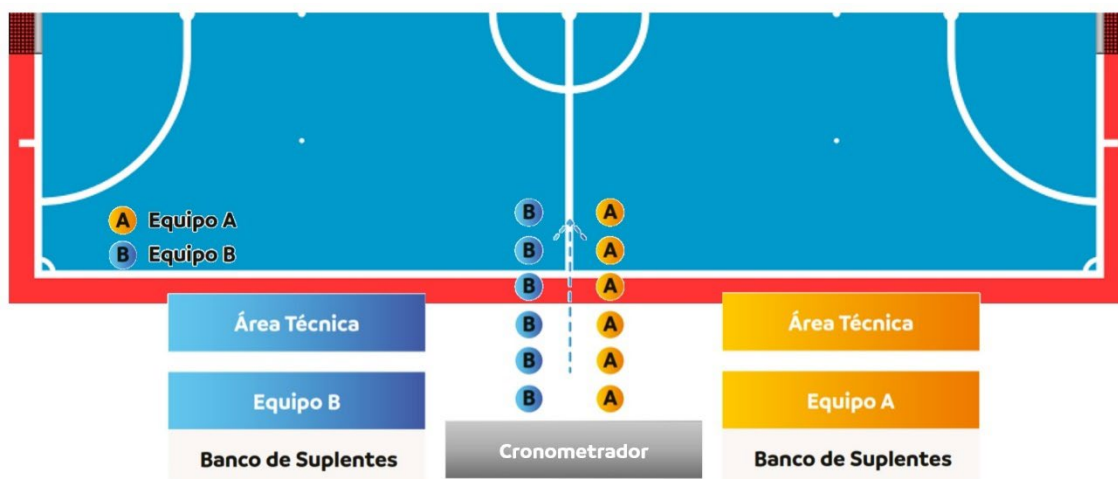 A Equipo A
B Equipo B
B A
B A
B A
B A
B A
B A
Área Técnica
Equipo B
Banco de Suplentes
Cronometrador
Área Técnica
Equipo A
Banco de Suplentes